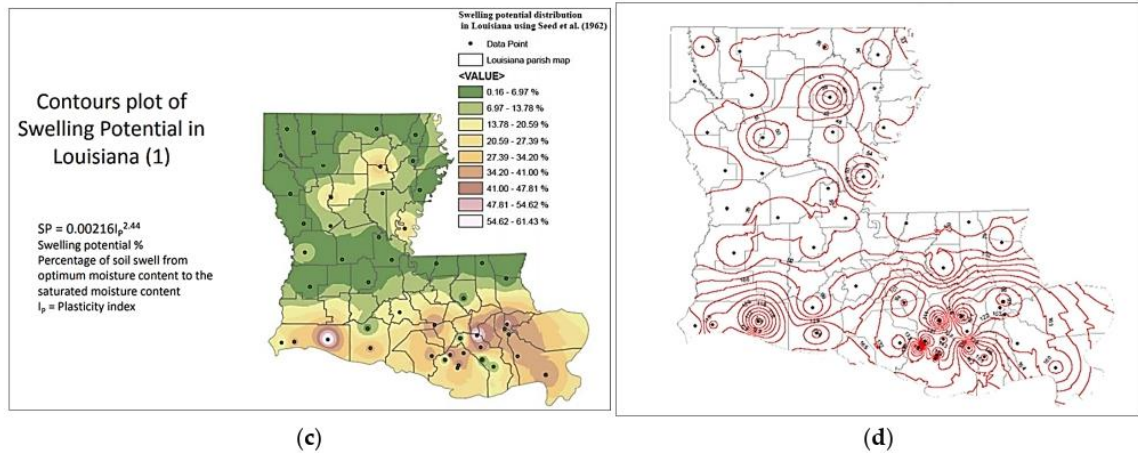 Contours plot of
Swelling Potential in
Louisiana (1)
SP = 0.00216Iₚ²·⁴⁴
Swelling potential %
Percentage of soil swell from
optimum moisture content to the
saturated moisture content
Iₚ = Plasticity index
Swelling potential distribution
in Louisiana using Seed et al. (1962)
Data Point
Louisiana parish map
<VALUE>
0.16 - 6.97 %
6.97 - 13.78 %
13.78 - 20.59 %
20.59 - 27.39 %
27.39 - 34.20 %
34.20 - 41.00 %
41.00 - 47.81 %
47.81 - 54.62 %
54.62 - 61.43 %
(c)
(d)